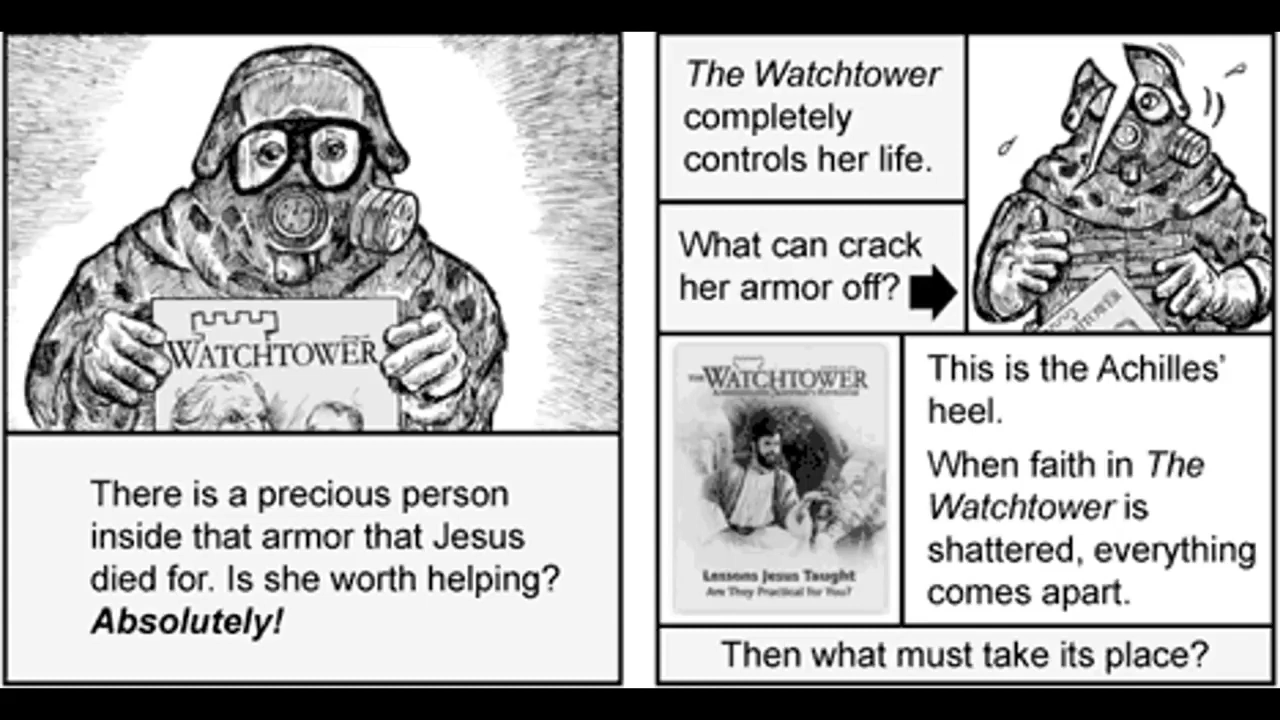 WATCHTOWER
There is a precious person
inside that armor that Jesus
died for. Is she worth helping?
Absolutely!
The Watchtower
completely
controls her life.
What can crack
her armor off?
WATCHTOWER
THE WATCHTOWER
Lessons Jesus Taught
Are They Practical for You?
This is the Achilles’
heel.
When faith in The
Watchtower is
shattered, everything
comes apart.
Then what must take its place?